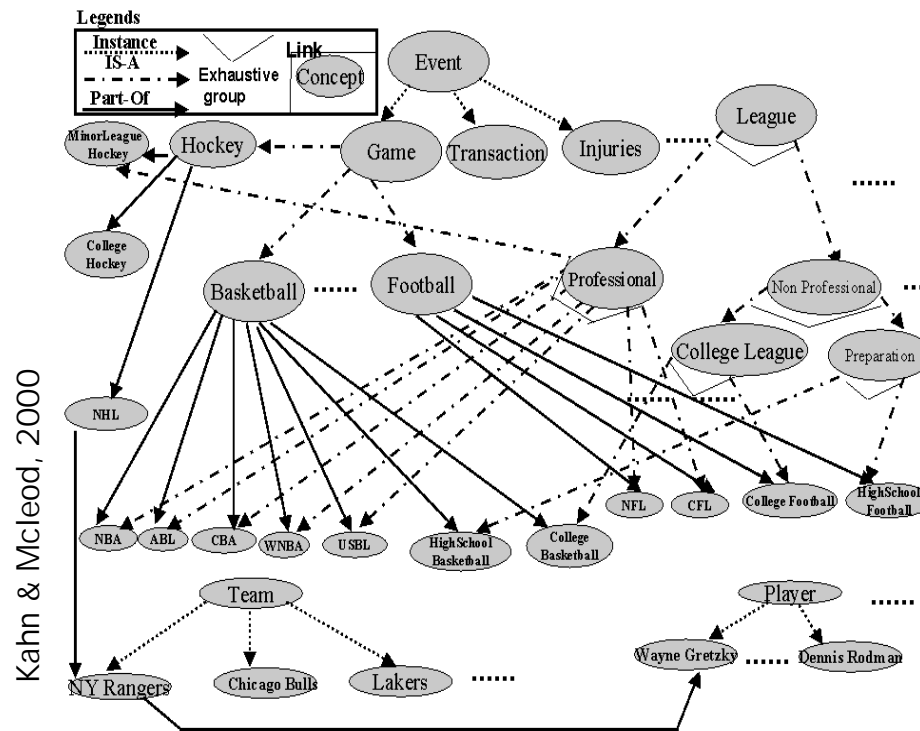 Legends
Instance
IS-A
Part-Of
Exhaustive
group
Link
Concept
Event
League
MinorLeague
Hockey
Hockey
Game
Transaction
Injuries
College
Hockey
Basketball
Football
Professional
Non Professional
College League
Preparation
NHL
NFL
CFL
College Football
HighSchool
Football
NBA
ABL
CBA
WNBA
USBL
HighSchool
Basketball
College
Basketball
Team
Player
NY Rangers
Chicago Bulls
Lakers
Wayne Gretzky
Dennis Rodman
Kahn & Mcleod, 2000